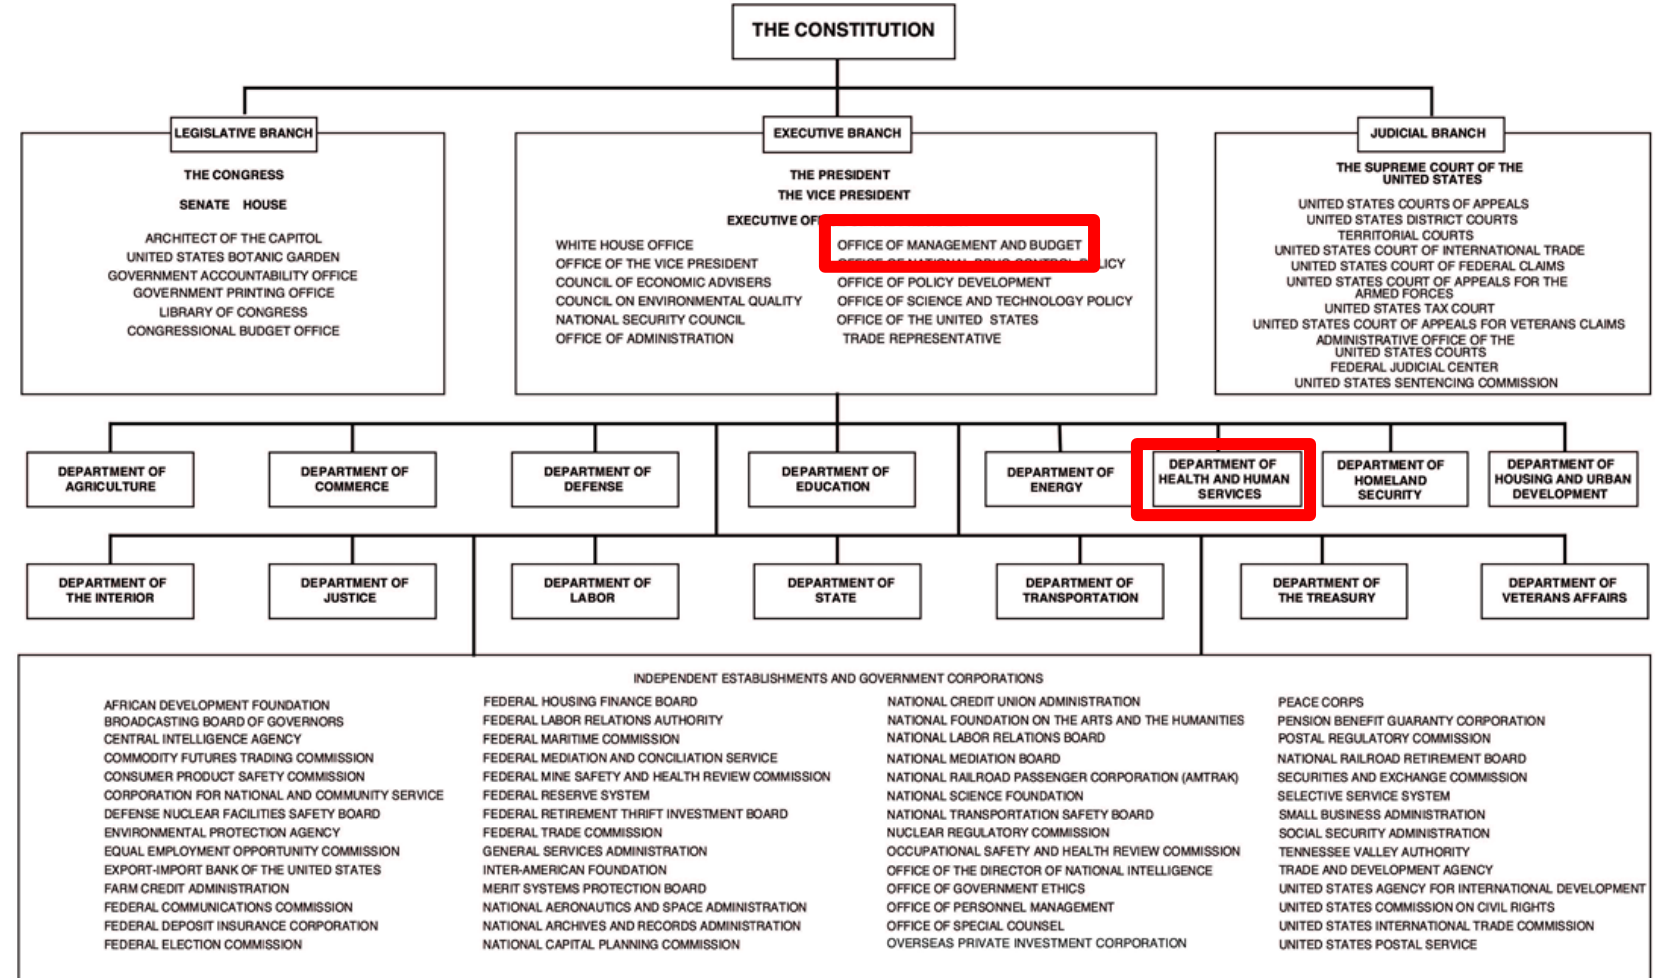 THE CONSTITUTION
LEGISLATIVE BRANCH
THE CONGRESS
SENATE HOUSE
ARCHITECT OF THE CAPITOL
UNITED STATES BOTANIC GARDEN
GOVERNMENT ACCOUNTABILITY OFFICE
GOVERNMENT PRINTING OFFICE
LIBRARY OF CONGRESS
CONGRESSIONAL BUDGET OFFICE
EXECUTIVE BRANCH
THE PRESIDENT
THE VICE PRESIDENT
EXECUTIVE
WHITE HOUSE OFFICE
OFFICE OF THE VICE PRESIDENT
COUNCIL OF ECONOMIC ADVISERS
COUNCIL ON ENVIRONMENTAL QUALITY
NATIONAL SECURITY COUNCIL
OFFICE OF ADMINISTRATION
OFFICE OF MANAGEMENT AND BUDGET
OFFICE OF NATIONAL DRUG CONTROL POLICY
OFFICE OF POLICY DEVELOPMENT
OFFICE OF SCIENCE AND TECHNOLOGY POLICY
OFFICE OF THE UNITED STATES
TRADE REPRESENTATIVE
JUDICIAL BRANCH
THE SUPREME COURT OF THE
UNITED STATES
UNITED STATES COURTS OF APPEALS
UNITED STATES DISTRICT COURTS
TERRITORIAL COURTS
UNITED STATES COURT OF INTERNATIONAL TRADE
UNITED STATES COURT OF FEDERAL CLAIMS
UNITED STATES COURT OF APPEALS FOR THE
ARMED FORCES
UNITED STATES TAX COURT
UNITED STATES COURT OF APPEALS FOR VETERANS CLAIMS
ADMINISTRATIVE OFFICE OF THE
UNITED STATES COURTS
FEDERAL JUDICIAL CENTER
UNITED STATES SENTENCING COMMISSION
DEPARTMENT OF
AGRICULTURE
DEPARTMENT OF
COMMERCE
DEPARTMENT OF
DEFENSE
DEPARTMENT OF
EDUCATION
DEPARTMENT OF
ENERGY
DEPARTMENT OF
HEALTH AND HUMAN
SERVICES
DEPARTMENT OF
HOMELAND
SECURITY
DEPARTMENT OF
HOUSING AND URBAN
DEVELOPMENT
DEPARTMENT OF
THE INTERIOR
DEPARTMENT OF
JUSTICE
DEPARTMENT OF
LABOR
DEPARTMENT OF
STATE
DEPARTMENT OF
TRANSPORTATION
DEPARTMENT OF
THE TREASURY
DEPARTMENT OF
VETERANS AFFAIRS
INDEPENDENT ESTABLISHMENTS AND GOVERNMENT CORPORATIONS
AFRICAN DEVELOPMENT FOUNDATION
BROADCASTING BOARD OF GOVERNORS
CENTRAL INTELLIGENCE AGENCY
COMMODITY FUTURES TRADING COMMISSION
CONSUMER PRODUCT SAFETY COMMISSION
CORPORATION FOR NATIONAL AND COMMUNITY SERVICE
DEFENSE NUCLEAR FACILITIES SAFETY BOARD
ENVIRONMENTAL PROTECTION AGENCY
EQUAL EMPLOYMENT OPPORTUNITY COMMISSION
EXPORT-IMPORT BANK OF THE UNITED STATES
FARM CREDIT ADMINISTRATION
FEDERAL COMMUNICATIONS COMMISSION
FEDERAL DEPOSIT INSURANCE CORPORATION
FEDERAL ELECTION COMMISSION
FEDERAL HOUSING FINANCE BOARD
FEDERAL LABOR RELATIONS AUTHORITY
FEDERAL MARITIME COMMISSION
FEDERAL MEDIATION AND CONCILIATION SERVICE
FEDERAL MINE SAFETY AND HEALTH REVIEW COMMISSION
FEDERAL RESERVE SYSTEM
FEDERAL RETIREMENT THRIFT INVESTMENT BOARD
FEDERAL TRADE COMMISSION
GENERAL SERVICES ADMINISTRATION
INTER-AMERICAN FOUNDATION
MERIT SYSTEMS PROTECTION BOARD
NATIONAL AERONAUTICS AND SPACE ADMINISTRATION
NATIONAL ARCHIVES AND RECORDS ADMINISTRATION
NATIONAL CAPITAL PLANNING COMMISSION
NATIONAL CREDIT UNION ADMINISTRATION
NATIONAL FOUNDATION ON THE ARTS AND THE HUMANITIES
NATIONAL LABOR RELATIONS BOARD
NATIONAL MEDIATION BOARD
NATIONAL RAILROAD PASSENGER CORPORATION (AMTRAK)
NATIONAL SCIENCE FOUNDATION
NATIONAL TRANSPORTATION SAFETY BOARD
NUCLEAR REGULATORY COMMISSION
OCCUPATIONAL SAFETY AND HEALTH REVIEW COMMISSION
OFFICE OF THE DIRECTOR OF NATIONAL INTELLIGENCE
OFFICE OF GOVERNMENT ETHICS
OFFICE OF PERSONNEL MANAGEMENT
OFFICE OF SPECIAL COUNSEL
OVERSEAS PRIVATE INVESTMENT CORPORATION
PEACE CORPS
PENSION BENEFIT GUARANTY CORPORATION
POSTAL REGULATORY COMMISSION
NATIONAL RAILROAD RETIREMENT BOARD
SECURITIES AND EXCHANGE COMMISSION
SELECTIVE SERVICE SYSTEM
SMALL BUSINESS ADMINISTRATION
SOCIAL SECURITY ADMINISTRATION
TENNESSEE VALLEY AUTHORITY
TRADE AND DEVELOPMENT AGENCY
UNITED STATES AGENCY FOR INTERNATIONAL DEVELOPMENT
UNITED STATES COMMISSION ON CIVIL RIGHTS
UNITED STATES INTERNATIONAL TRADE COMMISSION
UNITED STATES POSTAL SERVICE